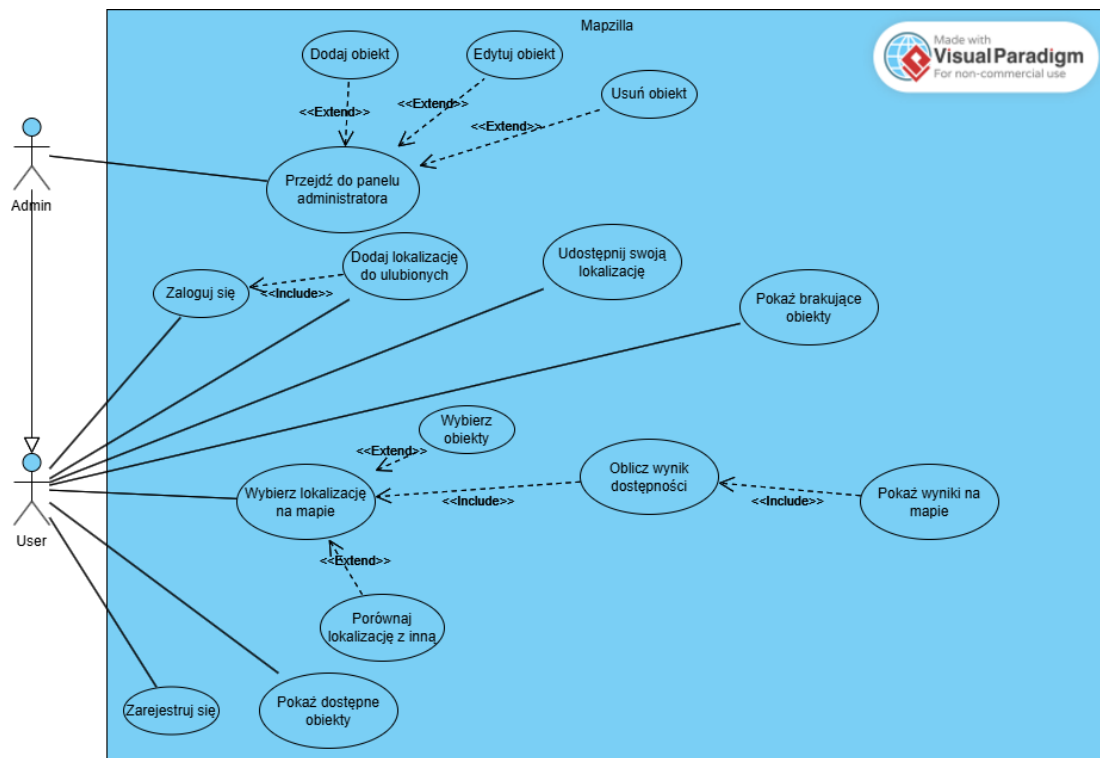 Mapzilla
Made with
Visual Paradigm
For non-commercial use
Dodaj obiekt
Edytuj obiekt
Usuń obiekt
<<Extend>>
<<Extend>>
<<Extend>>
Przejdź do panelu
administratora
Admin
Dodaj lokalizację
do ulubionych
Udostępnij swoją
lokalizację
Zaloguj się
<<Include>>
Pokaż brakujące
obiekty
Wybierz
obiekty
<<Extend>>
Oblicz wynik
dostępności
Wybierz lokalizację
na mapie
<<Include>>
<<Include>>
Pokaż wyniki na
mapie
User
<<Extend>>
Porównaj
lokalizację z inną
Zarejestruj się
Pokaż dostępne
obiekty